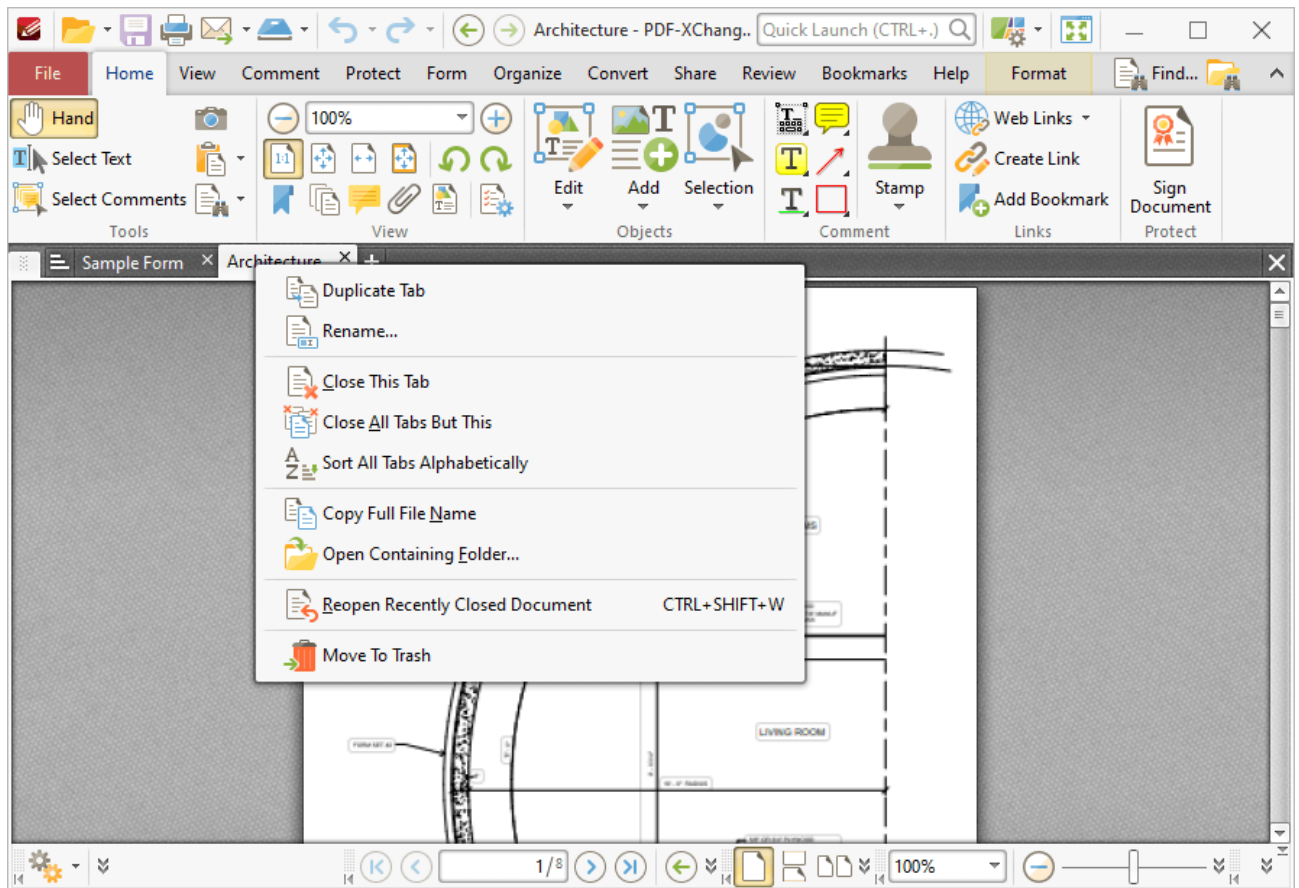 Architecture - PDF-XChang.. Quick Launch (CTRL+.)
File Home View Comment Protect Form Organize Convert Share Review Bookmarks Help Format Find...
Hand 100% Web Links
Select Text 1:1 Create Link
Select Comments Edit Add Selection Stamp Add Bookmark Sign Document
Tools View Objects Comment Links Protect
Sample Form × Architecture × +
Duplicate Tab
Rename...
Close This Tab
Close All Tabs But This
Sort All Tabs Alphabetically
Copy Full File Name
Open Containing Folder...
Reopen Recently Closed Document CTRL+SHIFT+W
Move To Trash
LIVING ROOM
1/8 100%